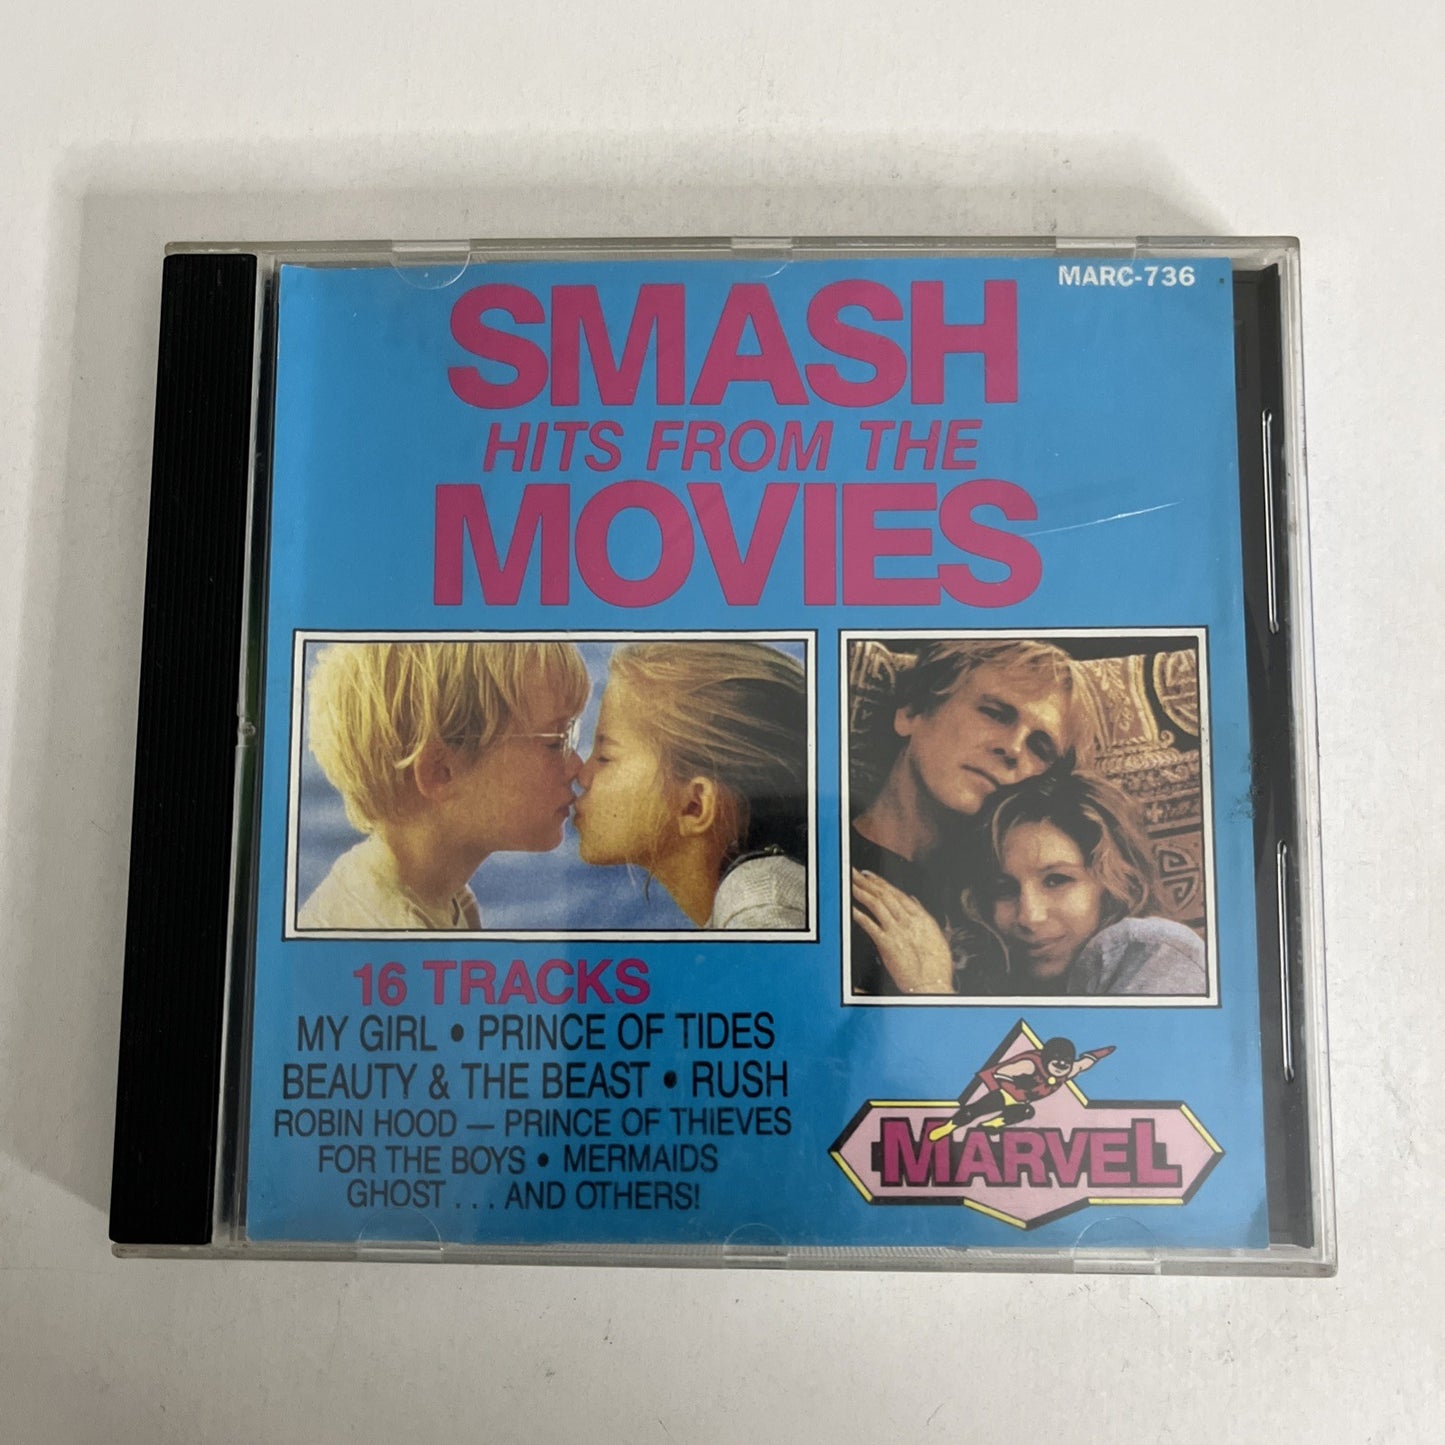 MARC-736
SMASH
HITS FROM THE
MOVIES
16 TRACKS
MY GIRL • PRINCE OF TIDES
BEAUTY & THE BEAST • RUSH
ROBIN HOOD — PRINCE OF THIEVES
FOR THE BOYS • MERMAIDS
GHOST . . . AND OTHERS!
MARVEL